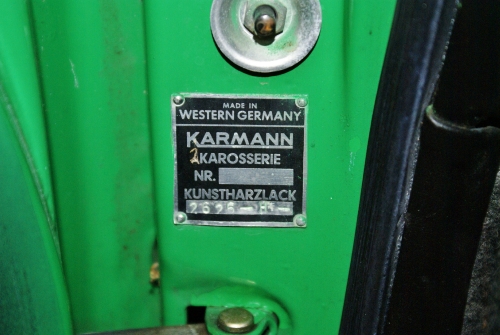 MADE IN
WESTERN GERMANY
KARMANN
KAROSSERIE
NR.
KUNSTHARZLACK